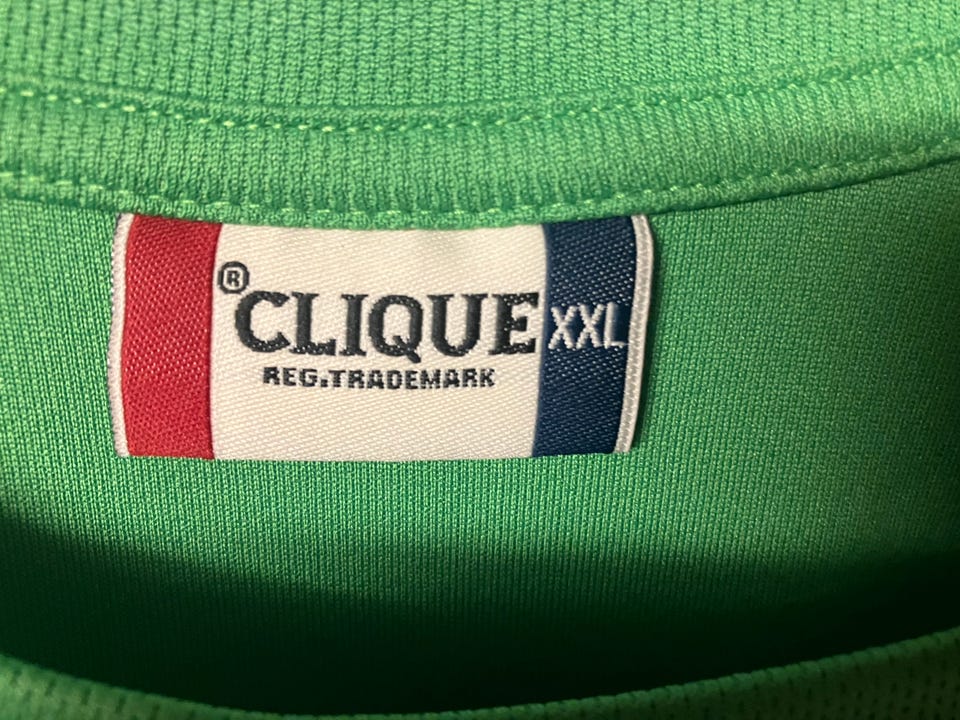 ® CLIQUE XXL
REG.TRADEMARK